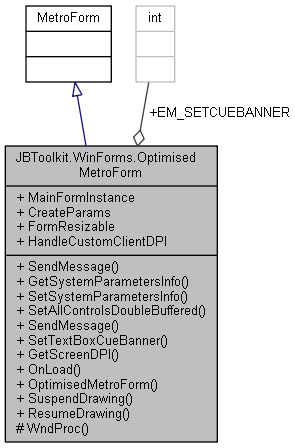 MetroForm
int
+EM_SETCUEBANNER
JBToolkit.WinForms.Optimised
MetroForm
+ MainFormInstance
+ CreateParams
+ FormResizable
+ HandleCustomClientDPI
+ SendMessage()
+ GetSystemParametersInfo()
+ SetSystemParametersInfo()
+ SetAllControlsDoubleBuffered()
+ SendMessage()
+ SetTextBoxCueBanner()
+ GetScreenDPI()
+ OnLoad()
+ OptimisedMetroForm()
+ SuspendDrawing()
+ ResumeDrawing()
# WndProc()